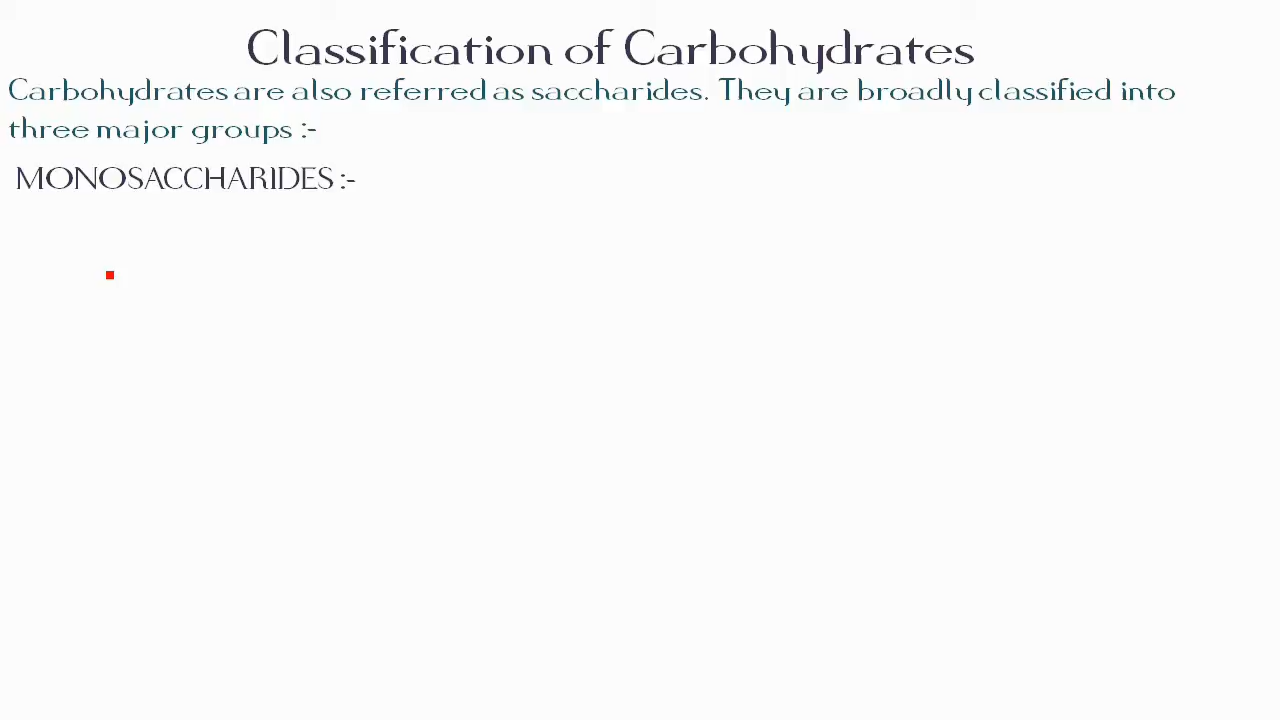 Classification of Carbohydrates
Carbohydrates are also referred as saccharides. They are broadly classified into
three major groups :-
MONOSACCHARIDES :-